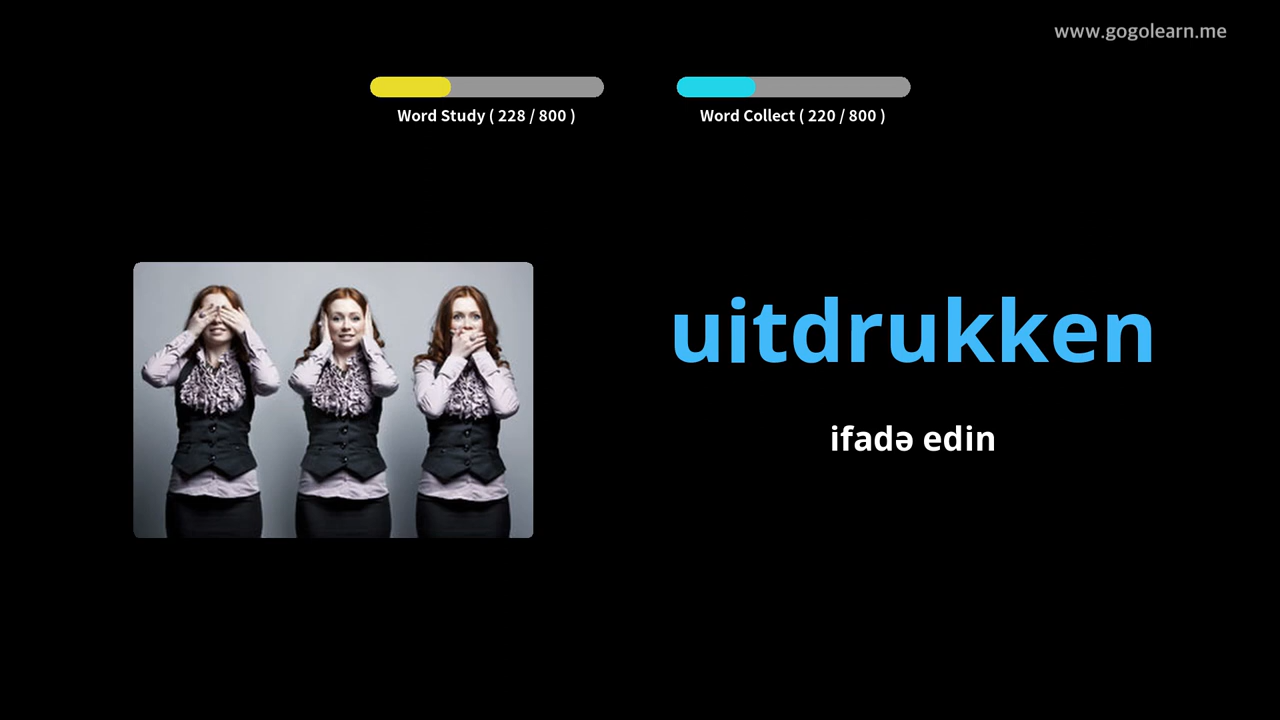 www.gogolearn.me
Word Study ( 228 / 800 )
Word Collect ( 220 / 800 )
uitdrukken
ifadə edin